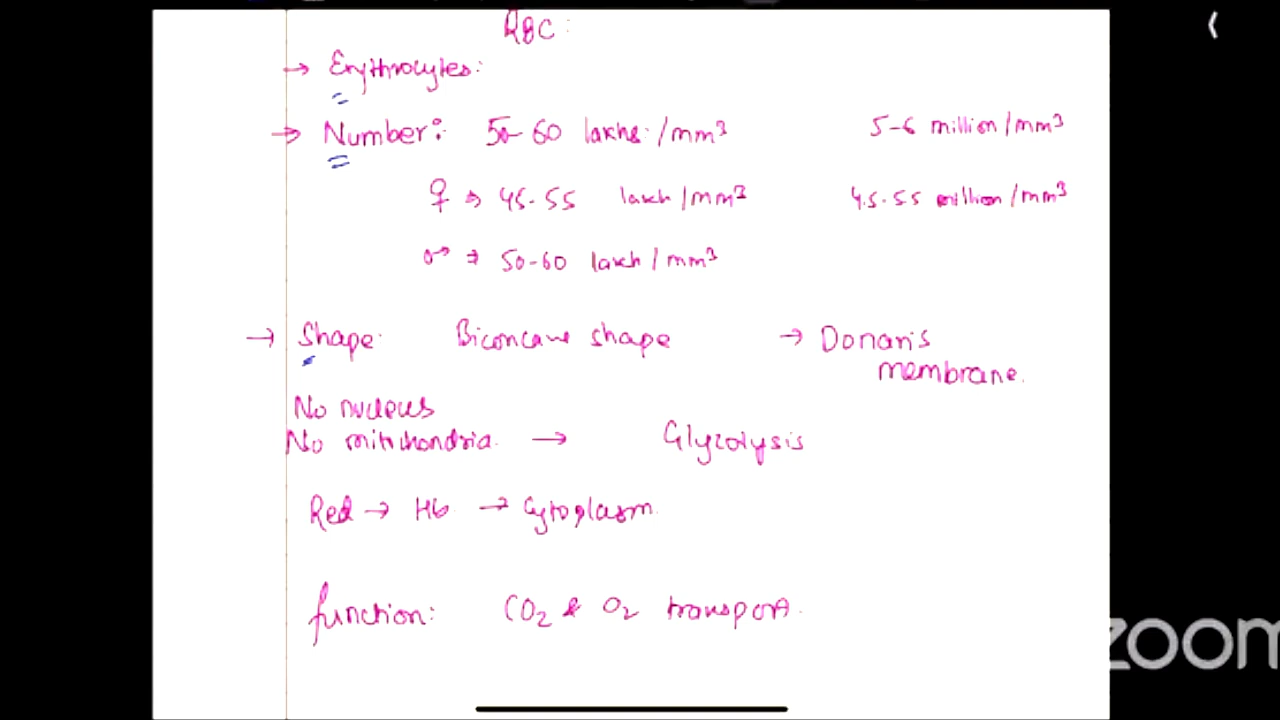 RBC:
→ Erythrocytes:
→ Number: 50-60 lakhs /mm³ 5-6 million/mm³
♀ → 45-55 lakh/mm³ 4.5-5.5 million/mm³
♂ → 50-60 lakh/mm³
→ Shape: Biconcave shape → Donan's membrane.
No nucleus
No mitichondria → Glycolysis
Red → Hb → Cytoplasm.
function: CO₂ & O₂ transport.
zoom